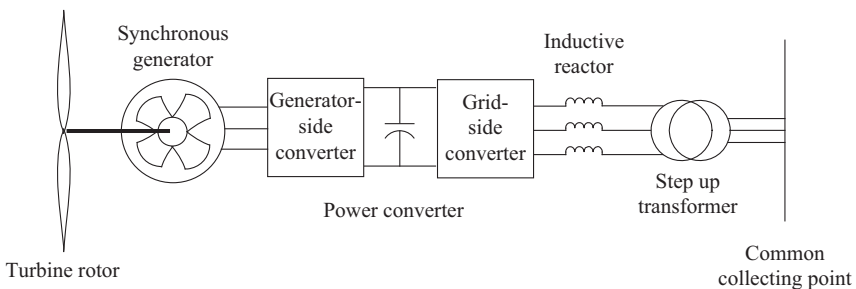 Synchronous
generator
Inductive
reactor
Generator-
side
converter
Grid-
side
converter
Step up
transformer
Power converter
Turbine rotor
Common
collecting point